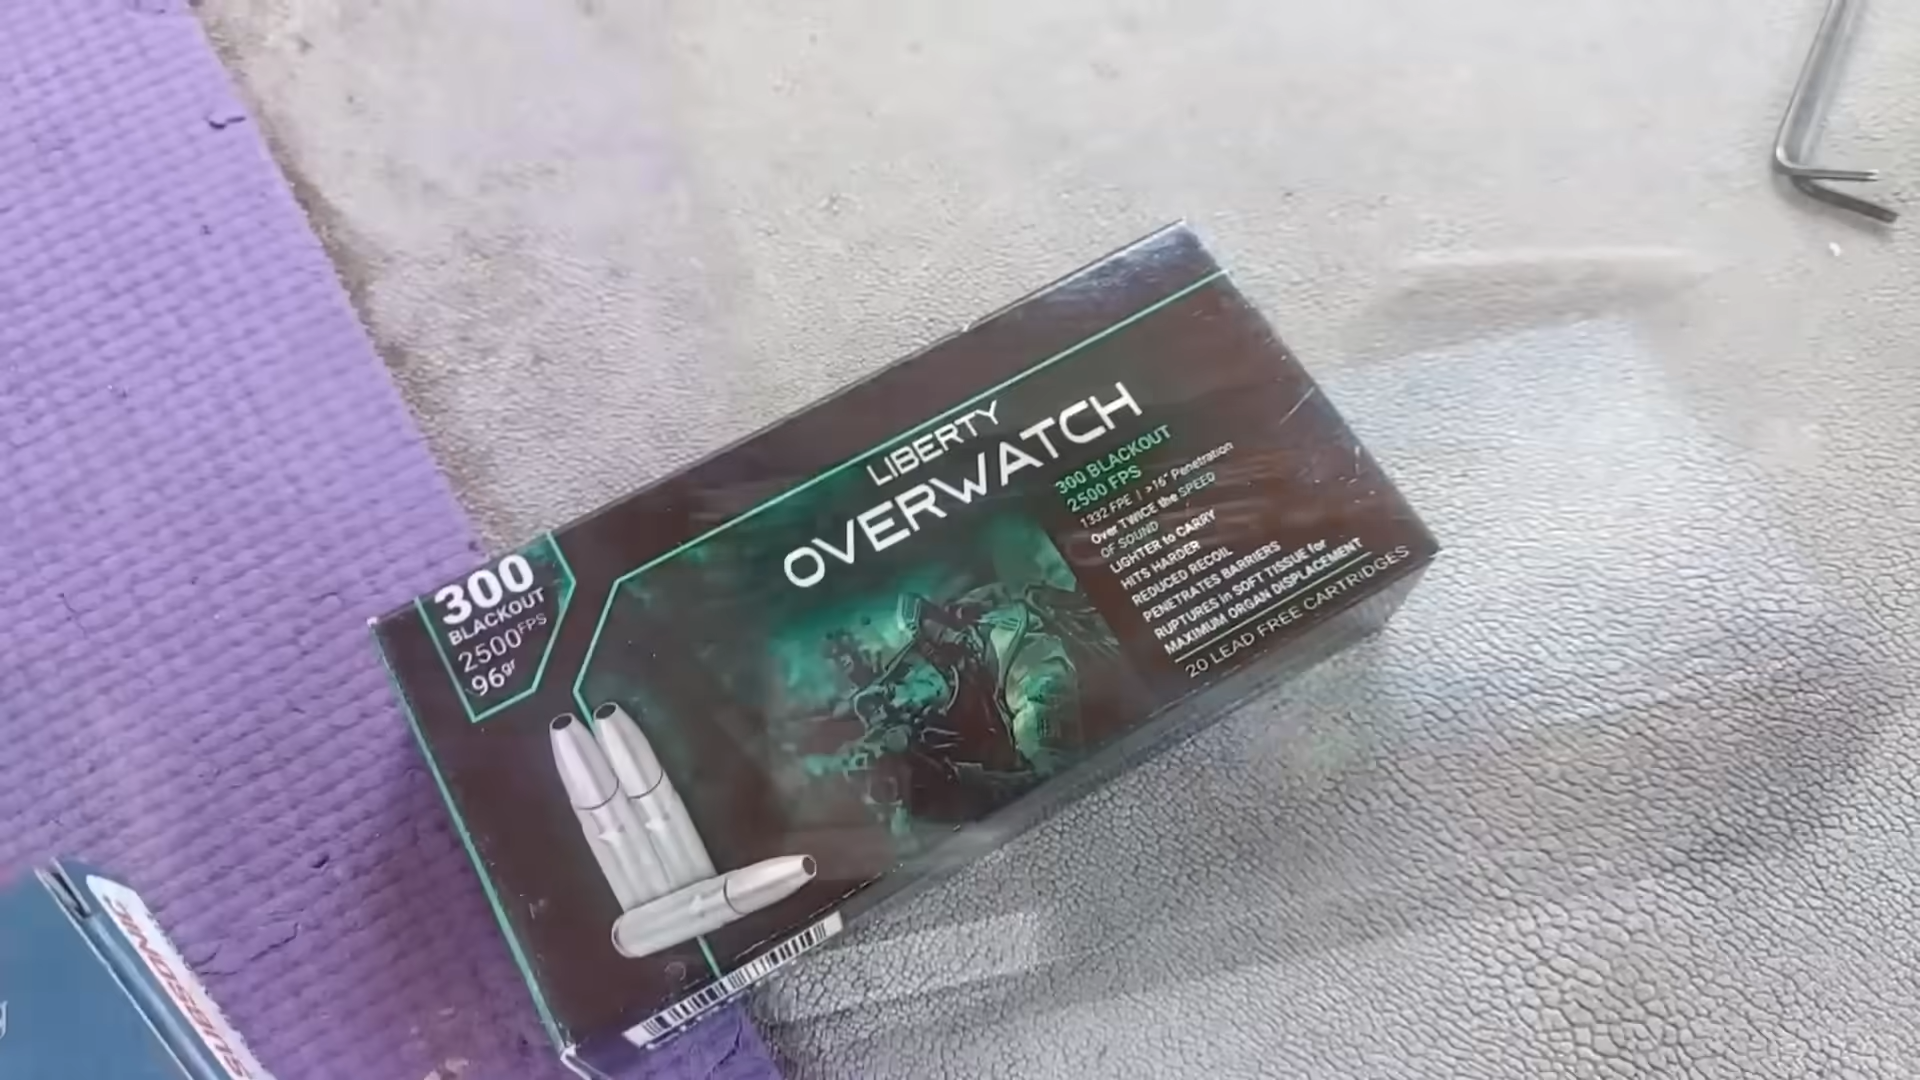 LIBERTY
OVERWATCH
300 BLACKOUT
2500 FPS
1332 FPE | >16" Penetration
Over TWICE the SPEED
OF SOUND
LIGHTER to CARRY
HITS HARDER
REDUCED RECOIL
PENETRATES BARRIERS
RUPTURES in SOFT TISSUE for
MAXIMUM ORGAN DISPLACEMENT
20 LEAD FREE CARTRIDGES
300
BLACKOUT
2500FPS
96gr
SUBSONIC